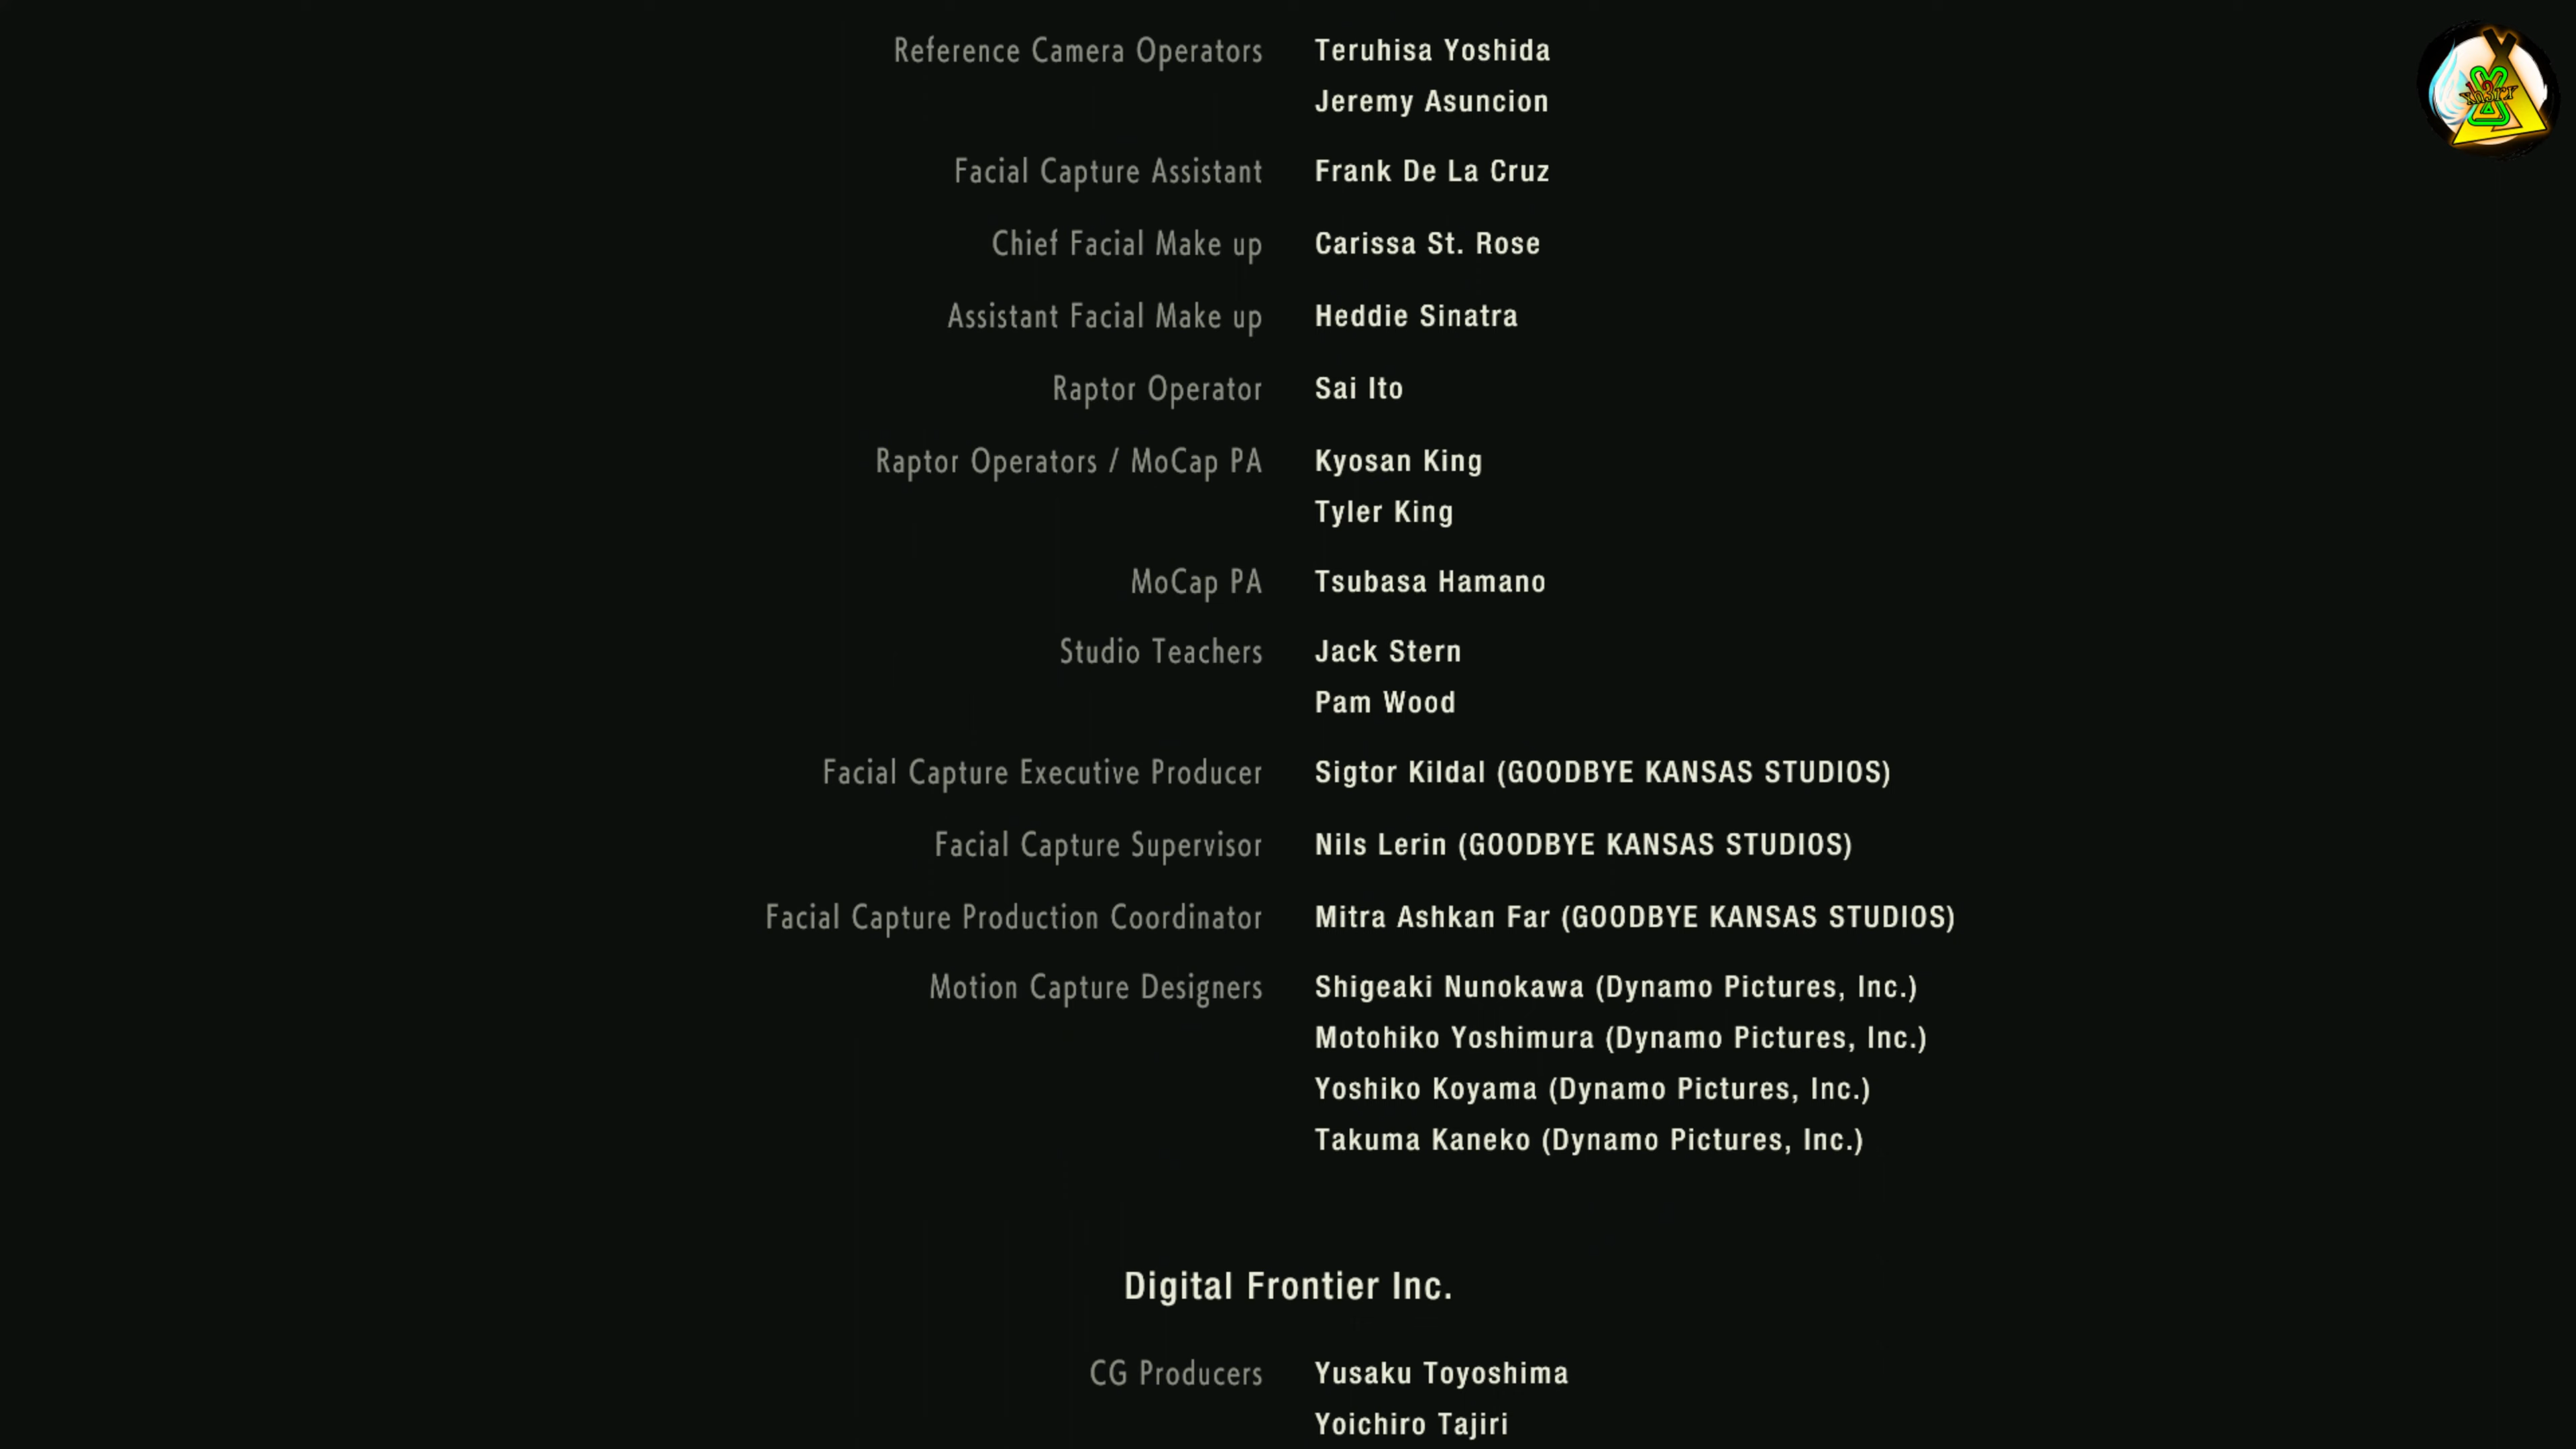 Reference Camera Operators Teruhisa Yoshida
Jeremy Asuncion
Facial Capture Assistant Frank De La Cruz
Chief Facial Make up Carissa St. Rose
Assistant Facial Make up Heddie Sinatra
Raptor Operator Sai Ito
Raptor Operators / MoCap PA Kyosan King
Tyler King
MoCap PA Tsubasa Hamano
Studio Teachers Jack Stern
Pam Wood
Facial Capture Executive Producer Sigtor Kildal (GOODBYE KANSAS STUDIOS)
Facial Capture Supervisor Nils Lerin (GOODBYE KANSAS STUDIOS)
Facial Capture Production Coordinator Mitra Ashkan Far (GOODBYE KANSAS STUDIOS)
Motion Capture Designers Shigeaki Nunokawa (Dynamo Pictures, Inc.)
Motohiko Yoshimura (Dynamo Pictures, Inc.)
Yoshiko Koyama (Dynamo Pictures, Inc.)
Takuma Kaneko (Dynamo Pictures, Inc.)
Digital Frontier Inc.
CG Producers Yusaku Toyoshima
Yoichiro Tajiri